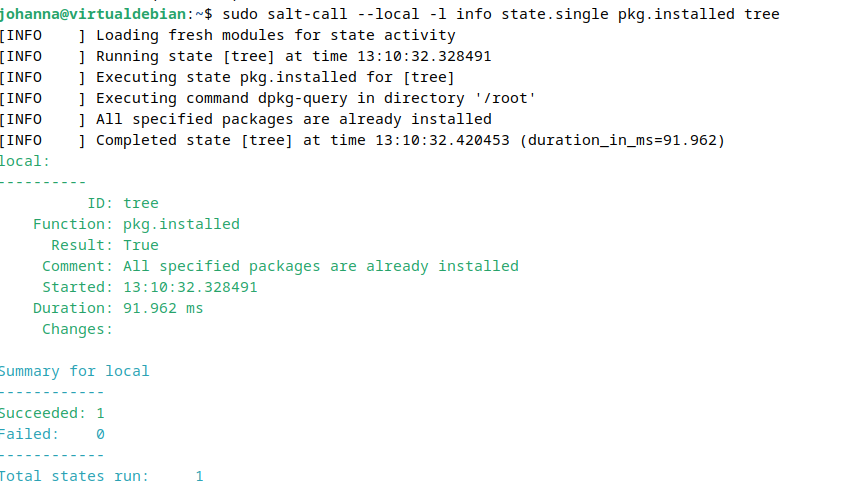 johanna@virtualdebian:~$ sudo salt-call --local -l info state.single pkg.installed tree
[INFO    ] Loading fresh modules for state activity
[INFO    ] Running state [tree] at time 13:10:32.328491
[INFO    ] Executing state pkg.installed for [tree]
[INFO    ] Executing command dpkg-query in directory '/root'
[INFO    ] All specified packages are already installed
[INFO    ] Completed state [tree] at time 13:10:32.420453 (duration_in_ms=91.962)
local:
----------
          ID: tree
    Function: pkg.installed
      Result: True
     Comment: All specified packages are already installed
     Started: 13:10:32.328491
    Duration: 91.962 ms
     Changes:
Summary for local
------------
Succeeded: 1
Failed:    0
------------
Total states run:     1